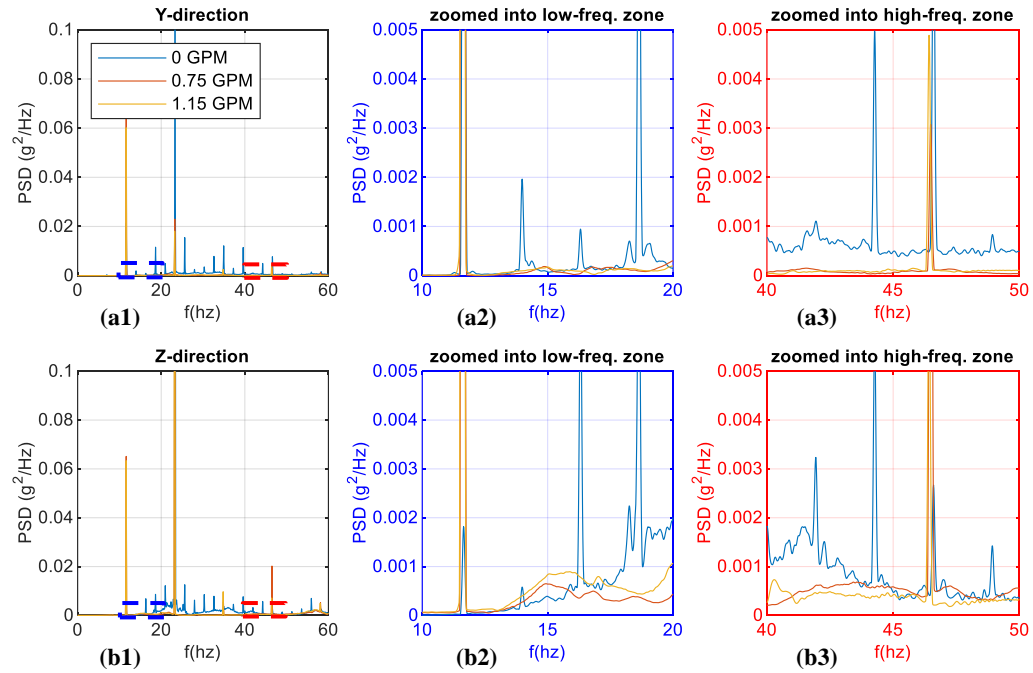 Y-direction
0.1
0.08
0.06
0.04
0.02
0
PSD (g²/Hz)
0 GPM
0.75 GPM
1.15 GPM
0 20 40 60
f(hz)
(a1)
zoomed into low-freq. zone
0.005
0.004
0.003
0.002
0.001
0
PSD (g²/Hz)
10 15 20
f(hz)
(a2)
zoomed into high-freq. zone
0.005
0.004
0.003
0.002
0.001
0
PSD (g²/Hz)
40 45 50
f(hz)
(a3)
Z-direction
0.1
0.08
0.06
0.04
0.02
0
PSD (g²/Hz)
0 20 40 60
f(hz)
(b1)
zoomed into low-freq. zone
0.005
0.004
0.003
0.002
0.001
0
PSD (g²/Hz)
10 15 20
f(hz)
(b2)
zoomed into high-freq. zone
0.005
0.004
0.003
0.002
0.001
0
PSD (g²/Hz)
40 45 50
f(hz)
(b3)